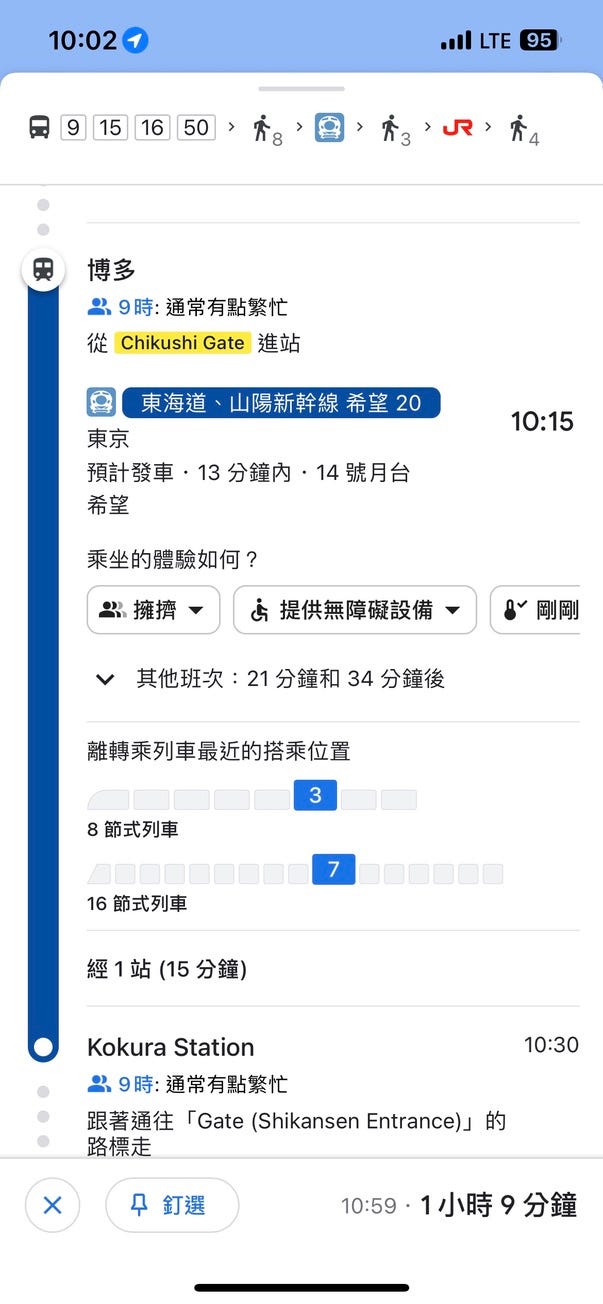 10:02
LTE 95
9 15 16 50 8 3 JR 4
博多
9時: 通常有點繁忙
從 Chikushi Gate 進站
東海道、山陽新幹線 希望 20
10:15
東京
預計發車・13 分鐘內・14 號月台
希望
乘坐的體驗如何？
擁擠 提供無障礙設備 剛剛
其他班次：21 分鐘和 34 分鐘後
離轉乘列車最近的搭乘位置
3
8 節式列車
7
16 節式列車
經 1 站 (15 分鐘)
Kokura Station 10:30
9時: 通常有點繁忙
跟著通往「Gate (Shikansen Entrance)」的
路標走
釘選 10:59 · 1 小時 9 分鐘